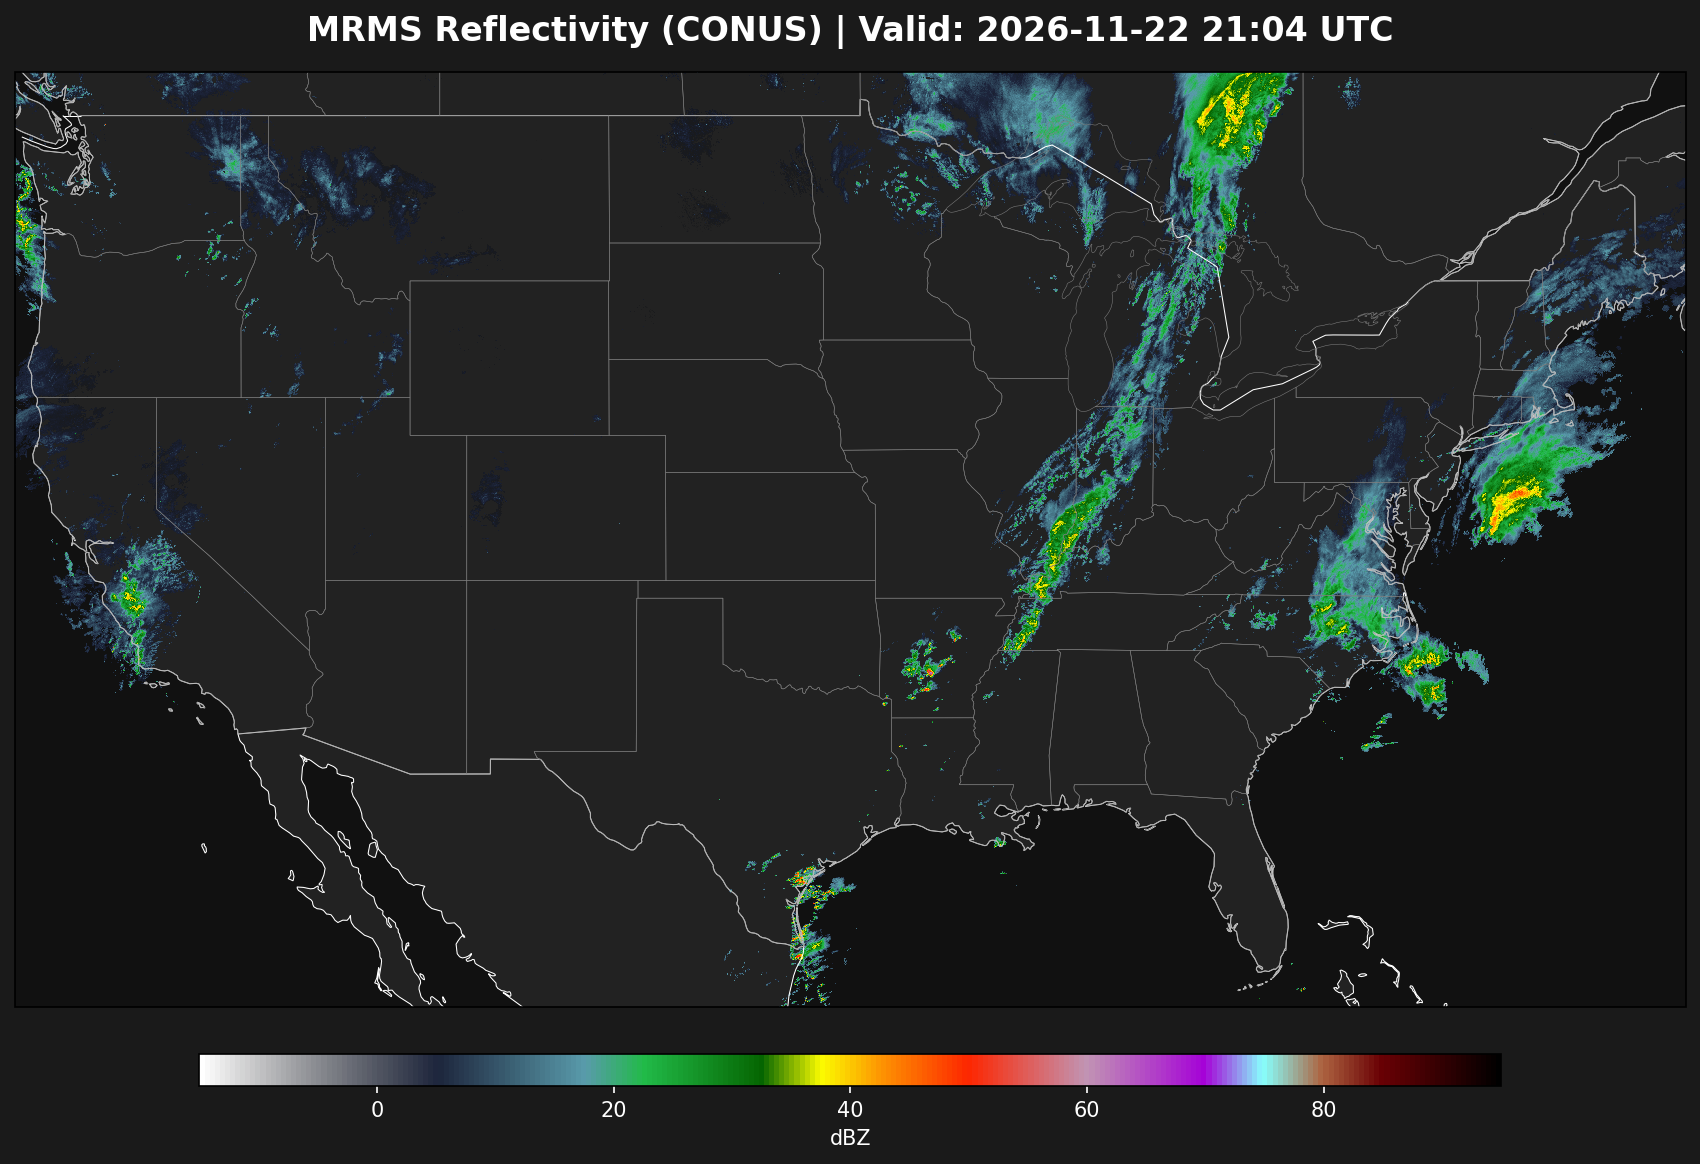 MRMS Reflectivity (CONUS) | Valid: 2026-11-22 21:04 UTC
0 20 40 60 80
dBZ